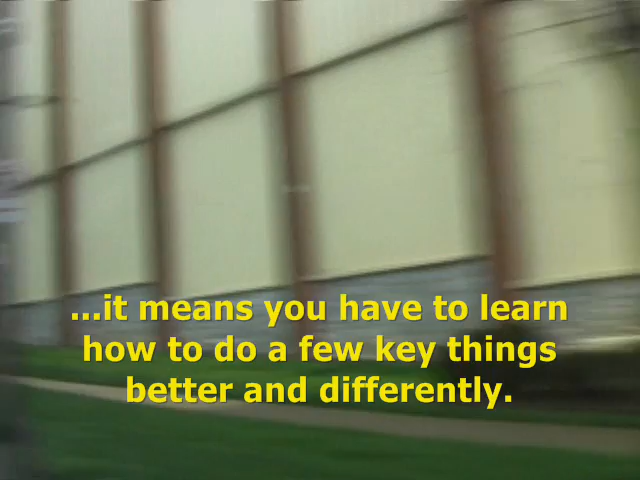 ...it means you have to learn
how to do a few key things
better and differently.